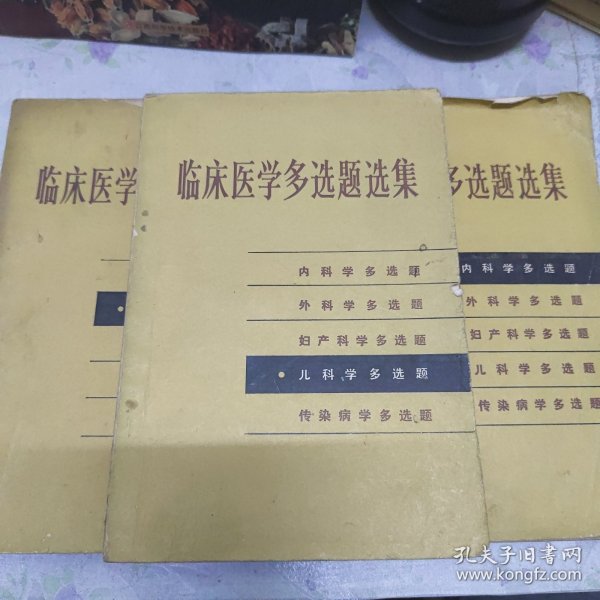 临床医学
临床医学多选题选集
内科学多选题
外科学多选题
妇产科学多选题
• 儿科学多选题
传染病学多选题
多选题选集
内科学多选题
外科学多选题
妇产科学多选题
儿科学多选题
传染病学多选题
孔夫子旧书网
www.kongfz.com